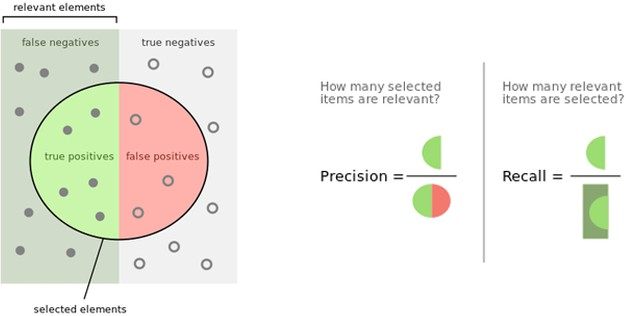 relevant elements
false negatives
true negatives
true positives
false positives
selected elements
How many selected
items are relevant?
Precision =
How many relevant
items are selected?
Recall =